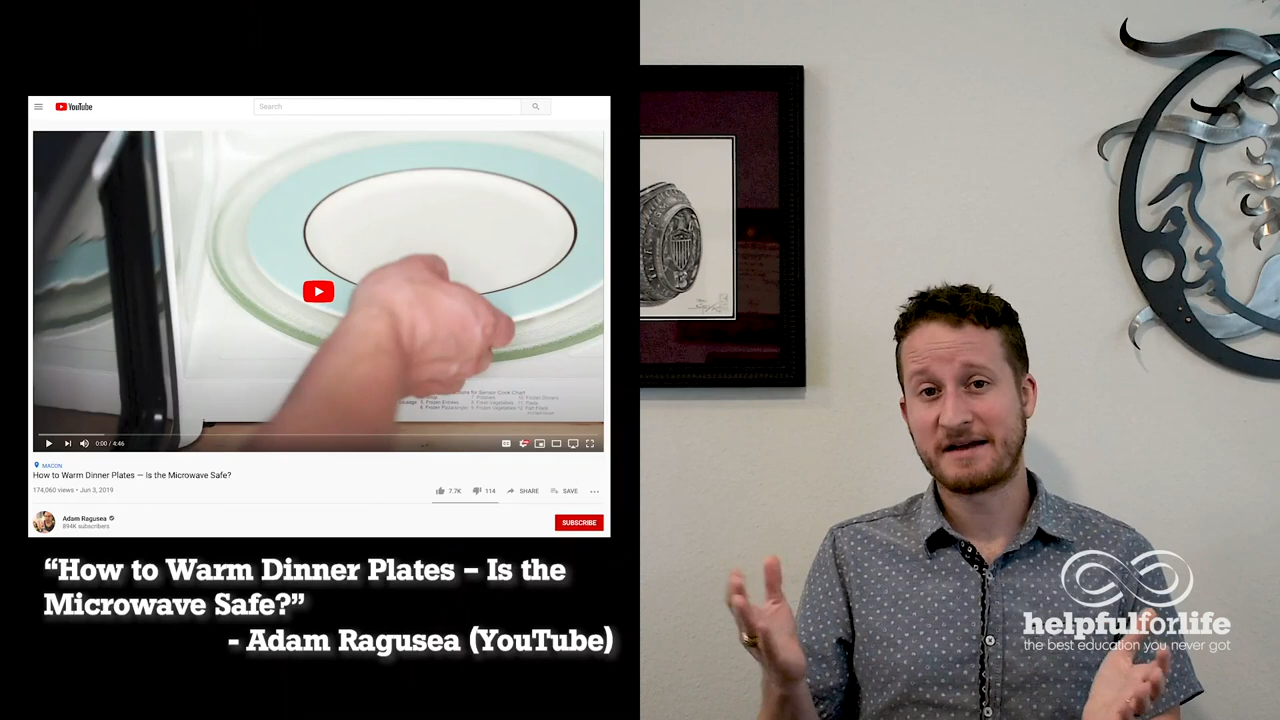 YouTube
Search
0:00 / 4:46
MACON
How to Warm Dinner Plates — Is the Microwave Safe?
174,060 views • Jun 3, 2019
7.7K
114
SHARE
SAVE
Adam Ragusea
894K subscribers
SUBSCRIBE
“How to Warm Dinner Plates – Is the
Microwave Safe?”
- Adam Ragusea (YouTube)
helpfulforlife
the best education you never got